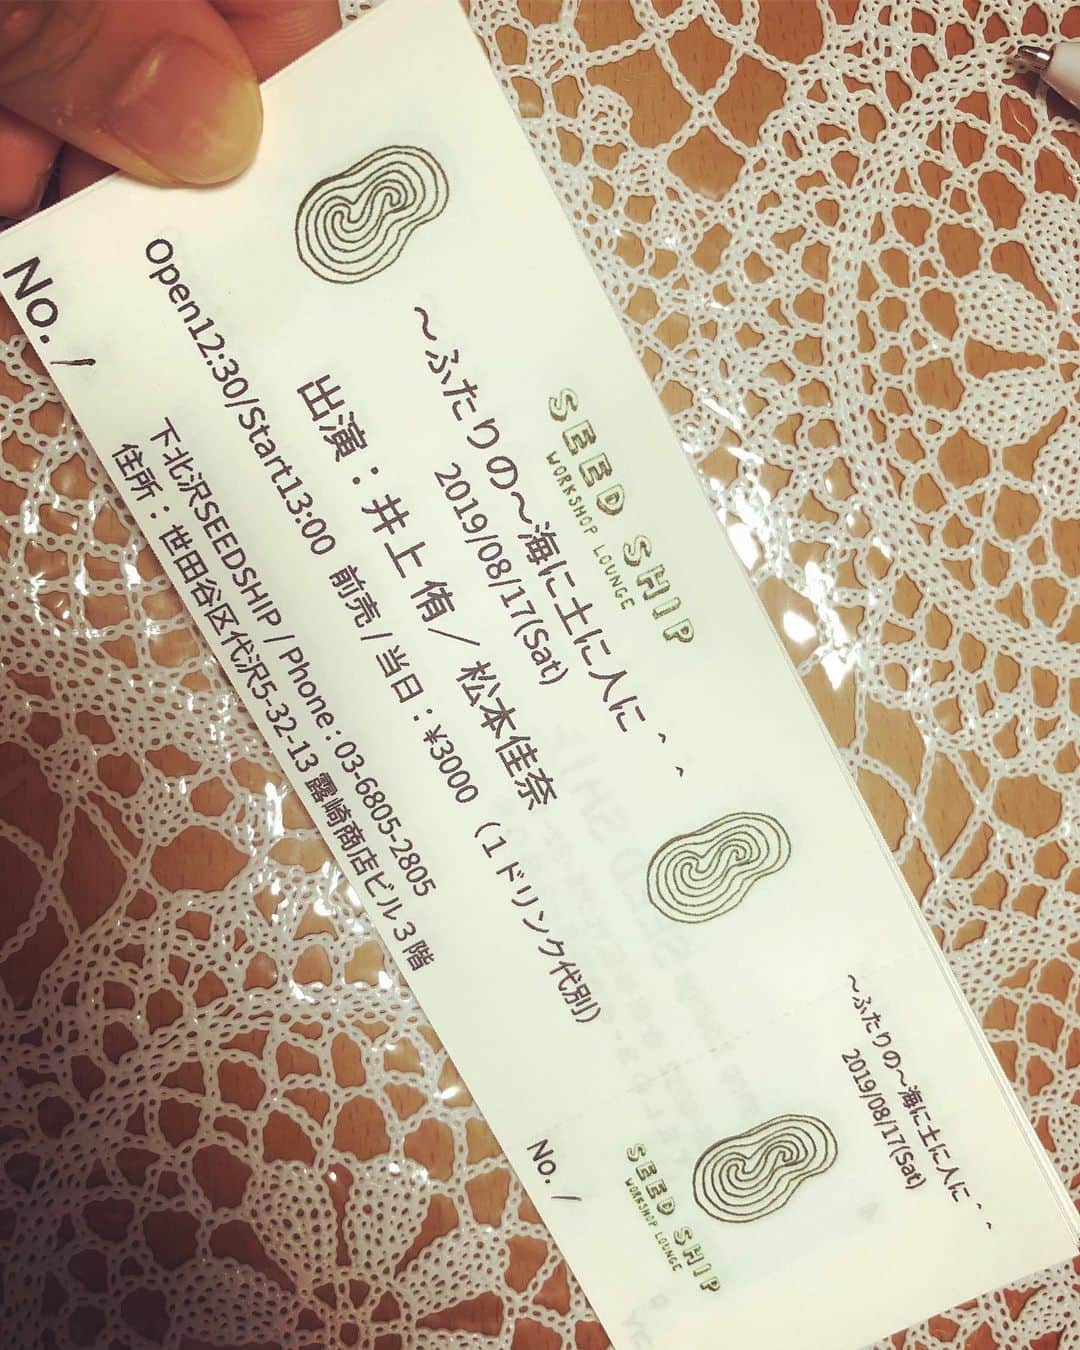 SEED SHIP
WORKSHOP LOUNGE
～ふたりの～海に土に人に、、
2019/08/17(Sat)
出演：井上 侑／松本佳奈
Open12:30/Start13:00 前売 / 当日：¥3000（１ドリンク代別）
下北沢SEEDSHIP / Phone : 03-6805-2805
住所：世田谷区代沢5-32-13 露崎商店ビル３階
No. 1
～ふたりの～海に土に人に、、
2019/08/17(Sat)
SEED SHIP
WORKSHOP LOUNGE
No. 1